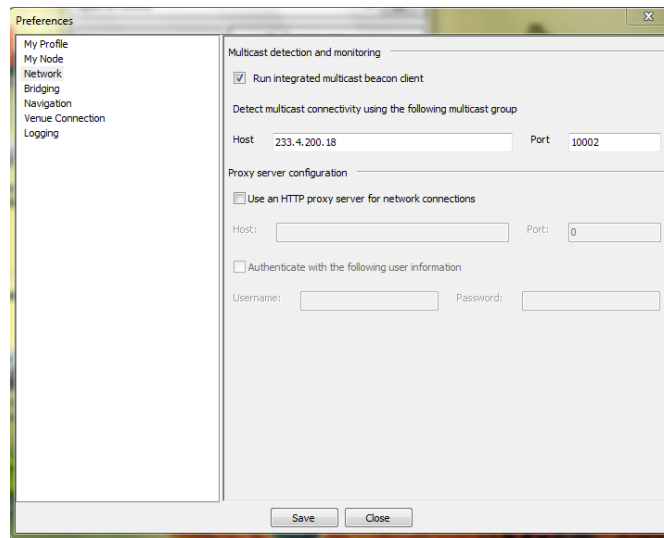 Preferences
My Profile
My Node
Network
Bridging
Navigation
Venue Connection
Logging
Multicast detection and monitoring
Run integrated multicast beacon client
Detect multicast connectivity using the following multicast group
Host 233.4.200.18 Port 10002
Proxy server configuration
Use an HTTP proxy server for network connections
Host: Port: 0
Authenticate with the following user information
Username: Password:
Save Close